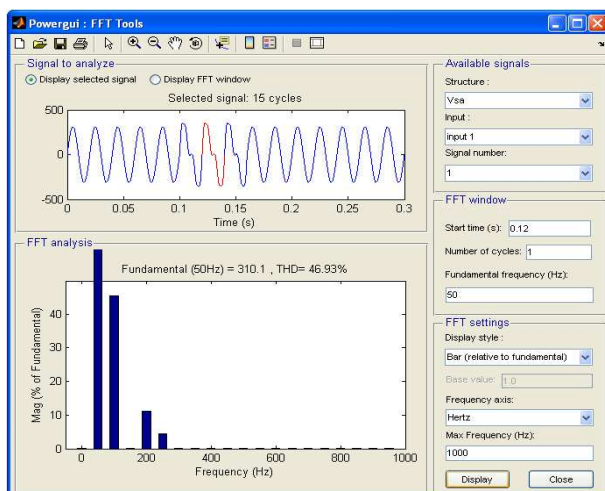 Powergui : FFT Tools
Signal to analyze
Display selected signal Display FFT window
Selected signal: 15 cycles
500
0
-500
0 0.05 0.1 0.15 0.2 0.25 0.3
Time (s)
FFT analysis
Fundamental (50Hz) = 310.1 , THD= 46.93%
40
30
20
10
0
Mag (% of Fundamental)
0 200 400 600 800 1000
Frequency (Hz)
Available signals
Structure :
Vsa
Input :
input 1
Signal number:
1
FFT window
Start time (s): 0.12
Number of cycles: 1
Fundamental frequency (Hz):
50
FFT settings
Display style :
Bar (relative to fundamental)
Base value: 1.0
Frequency axis:
Hertz
Max Frequency (Hz):
1000
Display Close